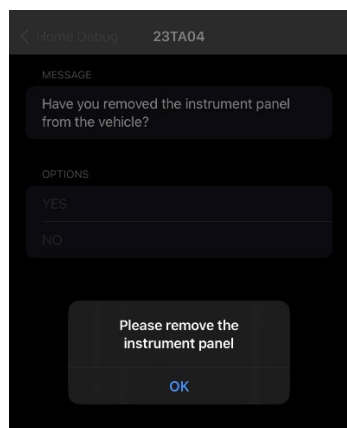 Home Debug 23TA04
MESSAGE
Have you removed the instrument panel
from the vehicle?
OPTIONS
YES
NO
Please remove the
instrument panel
OK